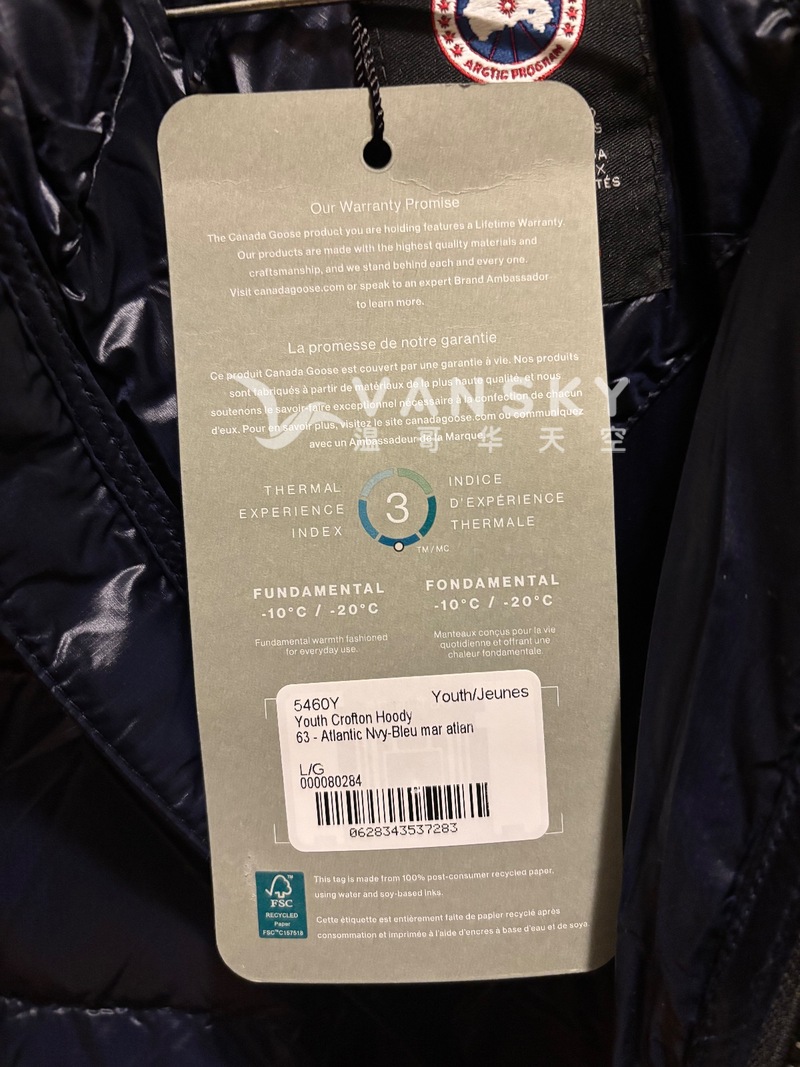 ARCTIC PROGRAM
Our Warranty Promise
The Canada Goose product you are holding features a Lifetime Warranty.
Our products are made with the highest quality materials and
craftsmanship, and we stand behind each and every one.
Visit canadagoose.com or speak to an expert Brand Ambassador
to learn more.
La promesse de notre garantie
Ce produit Canada Goose est couvert par une garantie à vie. Nos produits
sont fabriqués à partir de matériaux de la plus haute qualité, et nous
soutenons le savoir-faire exceptionnel nécessaire à la confection de chacun
d'eux. Pour en savoir plus, visitez le site canadagoose.com ou communiquez
avec un Ambassadeur de la Marque.
VANSKY
温哥华天空
THERMAL
EXPERIENCE
INDEX
3
TM/MC
INDICE
D'EXPÉRIENCE
THERMALE
FUNDAMENTAL
-10°C / -20°C
Fundamental warmth fashioned
for everyday use.
FONDAMENTAL
-10°C / -20°C
Manteaux conçus pour la vie
quotidienne et offrant une
chaleur fondamentale.
5460Y Youth/Jeunes
Youth Crofton Hoody
63 - Atlantic Nvy-Bleu mar atlan
L/G
000080284
0628343537283
FSC
RECYCLED
Paper
FSC™C157518
This tag is made from 100% post-consumer recycled paper,
using water and soy-based inks.
Cette étiquette est entièrement faite de papier recyclé après
consommation et imprimée à l'aide d'encres à base d'eau et de soya.